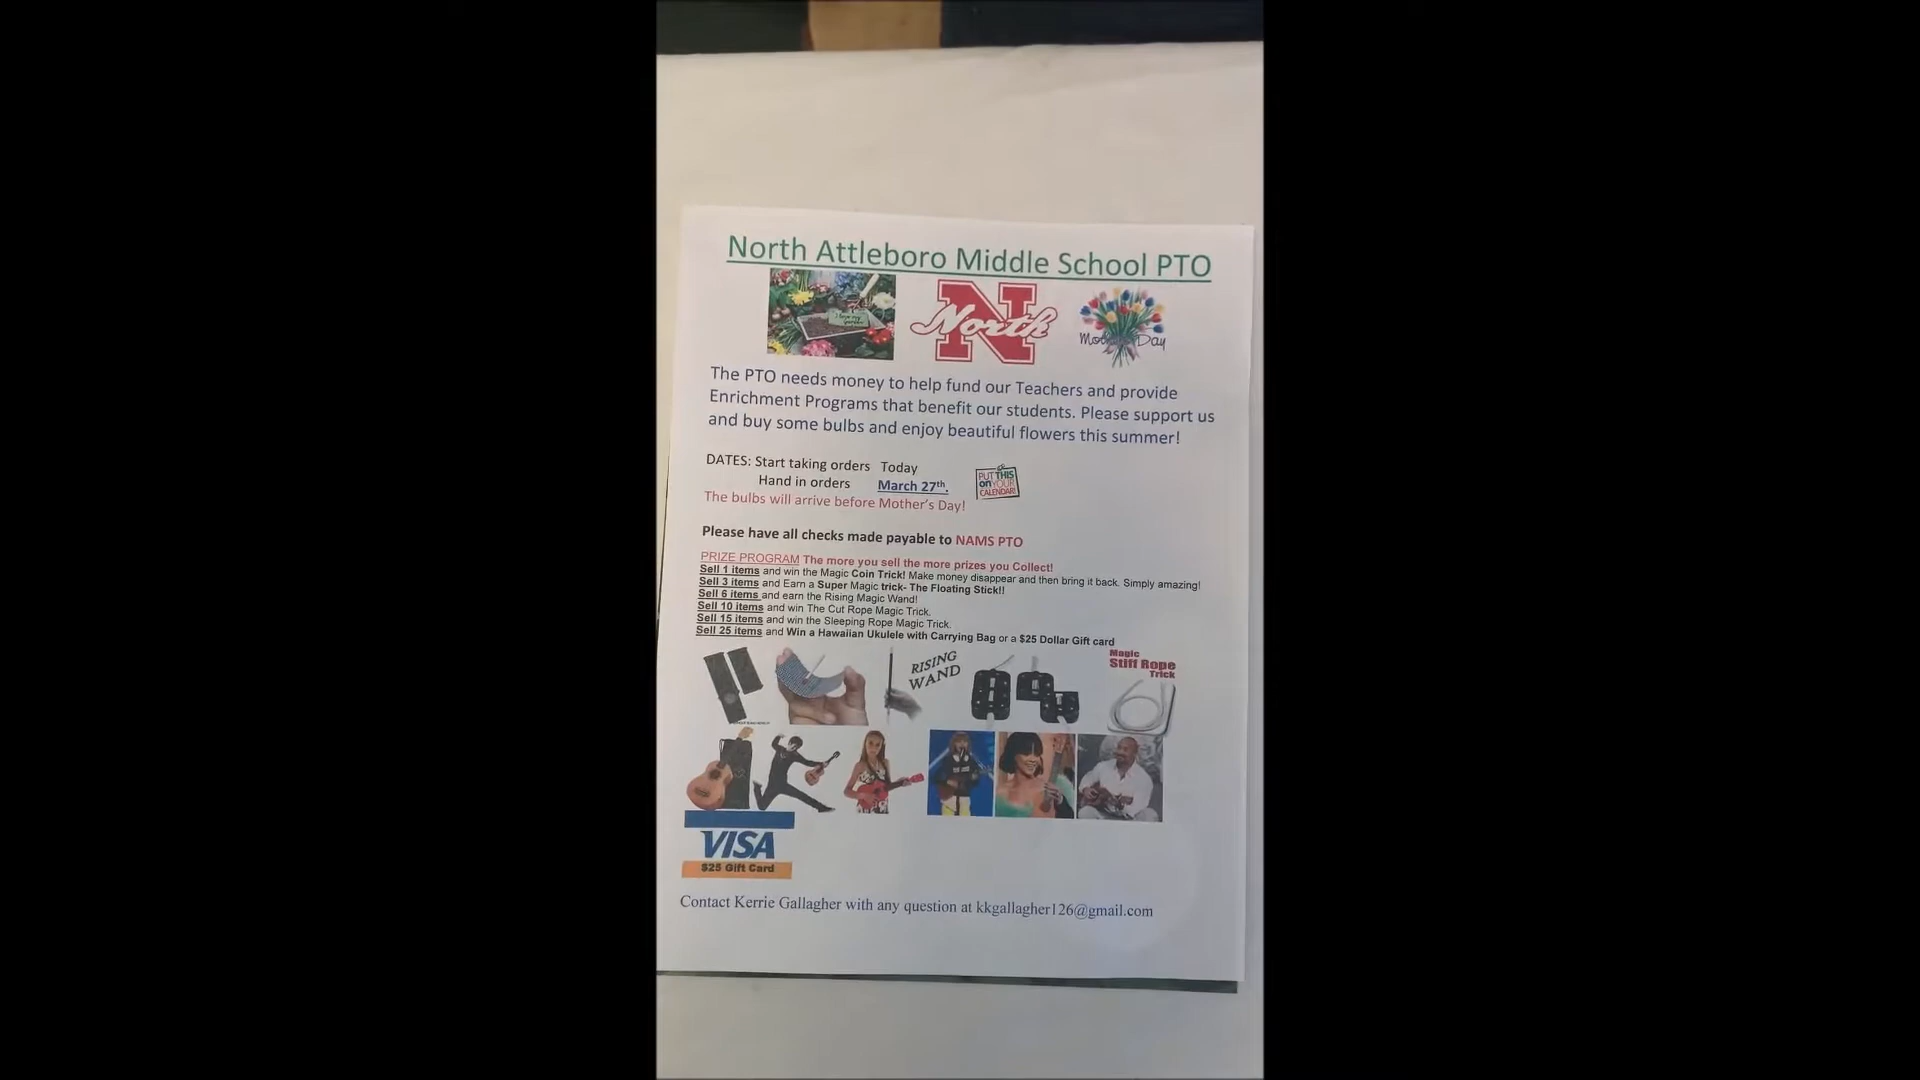 North Attleboro Middle School PTO
North
Mother's Day
The PTO needs money to help fund our Teachers and provide
Enrichment Programs that benefit our students. Please support us
and buy some bulbs and enjoy beautiful flowers this summer!
DATES: Start taking orders Today
Hand in orders March 27th.
PUT THIS
on YOUR
CALENDAR!
The bulbs will arrive before Mother's Day!
Please have all checks made payable to NAMS PTO
PRIZE PROGRAM The more you sell the more prizes you Collect!
Sell 1 items and win the Magic Coin Trick! Make money disappear and then bring it back. Simply amazing!
Sell 3 items and Earn a Super Magic trick- The Floating Stick!!
Sell 6 items and earn the Rising Magic Wand!
Sell 10 items and win The Cut Rope Magic Trick.
Sell 15 items and win the Sleeping Rope Magic Trick.
Sell 25 items and Win a Hawaiian Ukulele with Carrying Bag or a $25 Dollar Gift card
RISING
WAND
Magic
Stiff Rope
Trick
VISA
$25 Gift Card
Contact Kerrie Gallagher with any question at kkgallagher126@gmail.com